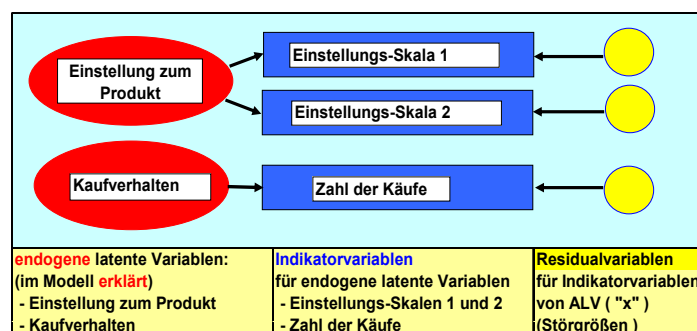 Einstellung zum
Produkt
Einstellungs-Skala 1
Einstellungs-Skala 2
Kaufverhalten
Zahl der Käufe
endogene latente Variablen:
(im Modell erklärt)
- Einstellung zum Produkt
- Kaufverhalten
Indikatorvariablen
für endogene latente Variablen
- Einstellungs-Skalen 1 und 2
- Zahl der Käufe
Residualvariablen
für Indikatorvariablen
von ALV ( "x" )
(Störgrößen )